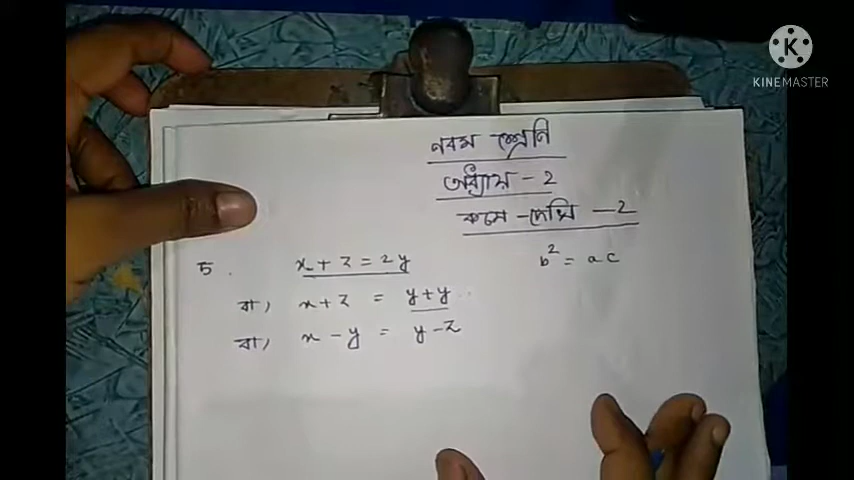 নবম শ্রেণি
অধ্যায় - 2
কষে - দেখি - 2
5. x + z = 2y
b² = ac
বা, x + z = y + y
বা, x - y = y - z
K
KINEMASTER